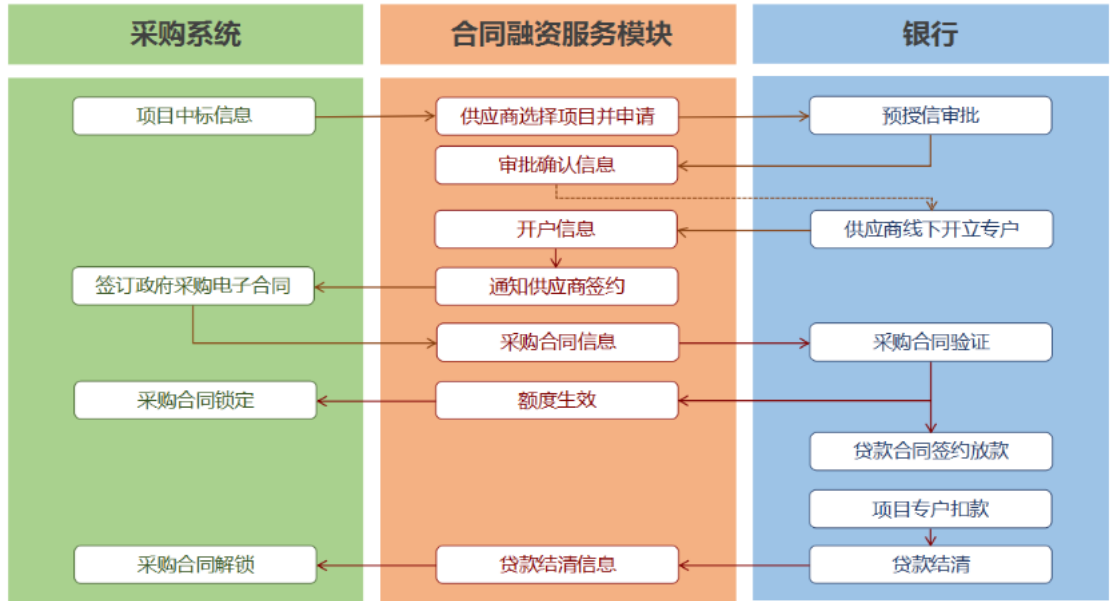 采购系统
合同融资服务模块
银行
项目中标信息
供应商选择项目并申请
预授信审批
审批确认信息
开户信息
供应商线下开立专户
签订政府采购电子合同
通知供应商签约
采购合同信息
采购合同验证
采购合同锁定
额度生效
贷款合同签约放款
项目专户扣款
采购合同解锁
贷款结清信息
贷款结清